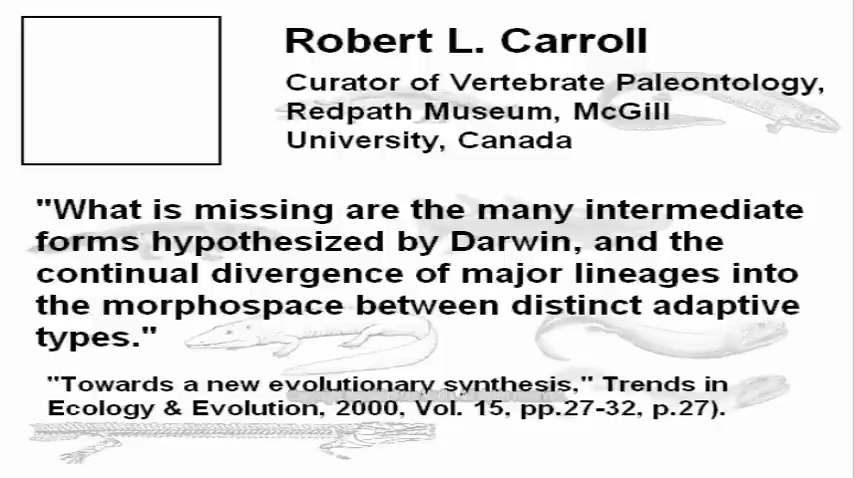 Robert L. Carroll
Curator of Vertebrate Paleontology,
Redpath Museum, McGill
University, Canada
"What is missing are the many intermediate
forms hypothesized by Darwin, and the
continual divergence of major lineages into
the morphospace between distinct adaptive
types."
"Towards a new evolutionary synthesis," Trends in
Ecology & Evolution, 2000, Vol. 15, pp.27-32, p.27).